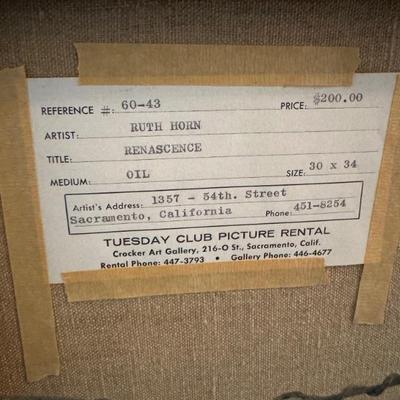 REFERENCE #: 60-43 PRICE: $200.00
ARTIST: RUTH HORN
TITLE: RENASCENCE
MEDIUM: OIL SIZE: 30 x 34
Artist's Address: 1357 - 54th. Street
Sacramento, California Phone: 451-8254
TUESDAY CLUB PICTURE RENTAL
Crocker Art Gallery, 216-O St., Sacramento, Calif.
Rental Phone: 447-3793 • Gallery Phone: 446-4677